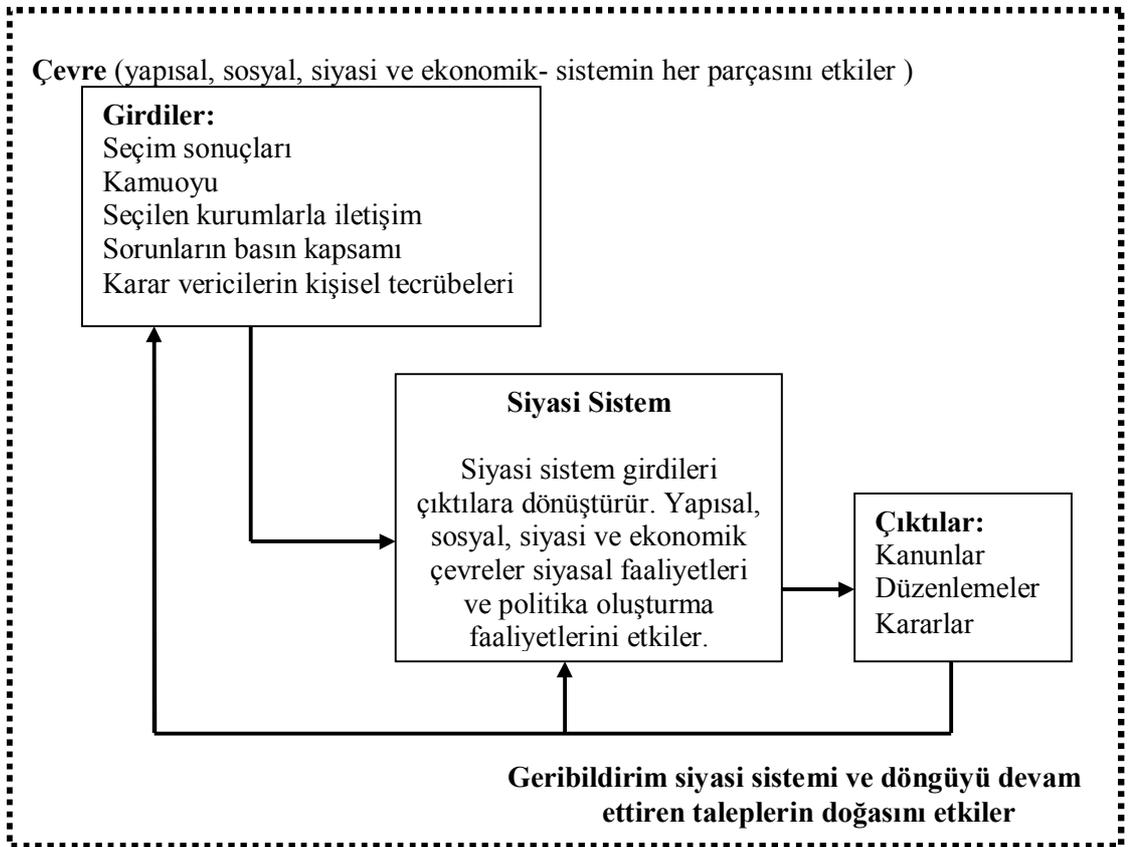 Çevre (yapısal, sosyal, siyasi ve ekonomik- sistemin her parçasını etkiler )
Girdiler:
Seçim sonuçları
Kamuoyu
Seçilen kurumlarla iletişim
Sorunların basın kapsamı
Karar vericilerin kişisel tecrübeleri
Siyasi Sistem
Siyasi sistem girdileri
çıktılara dönüştürür. Yapısal,
sosyal, siyasi ve ekonomik
çevreler siyasal faaliyetleri
ve politika oluşturma
faaliyetlerini etkiler.
Çıktılar:
Kanunlar
Düzenlemeler
Kararlar
Geribildirim siyasi sistemi ve döngüyü devam
ettiren taleplerin doğasını etkiler